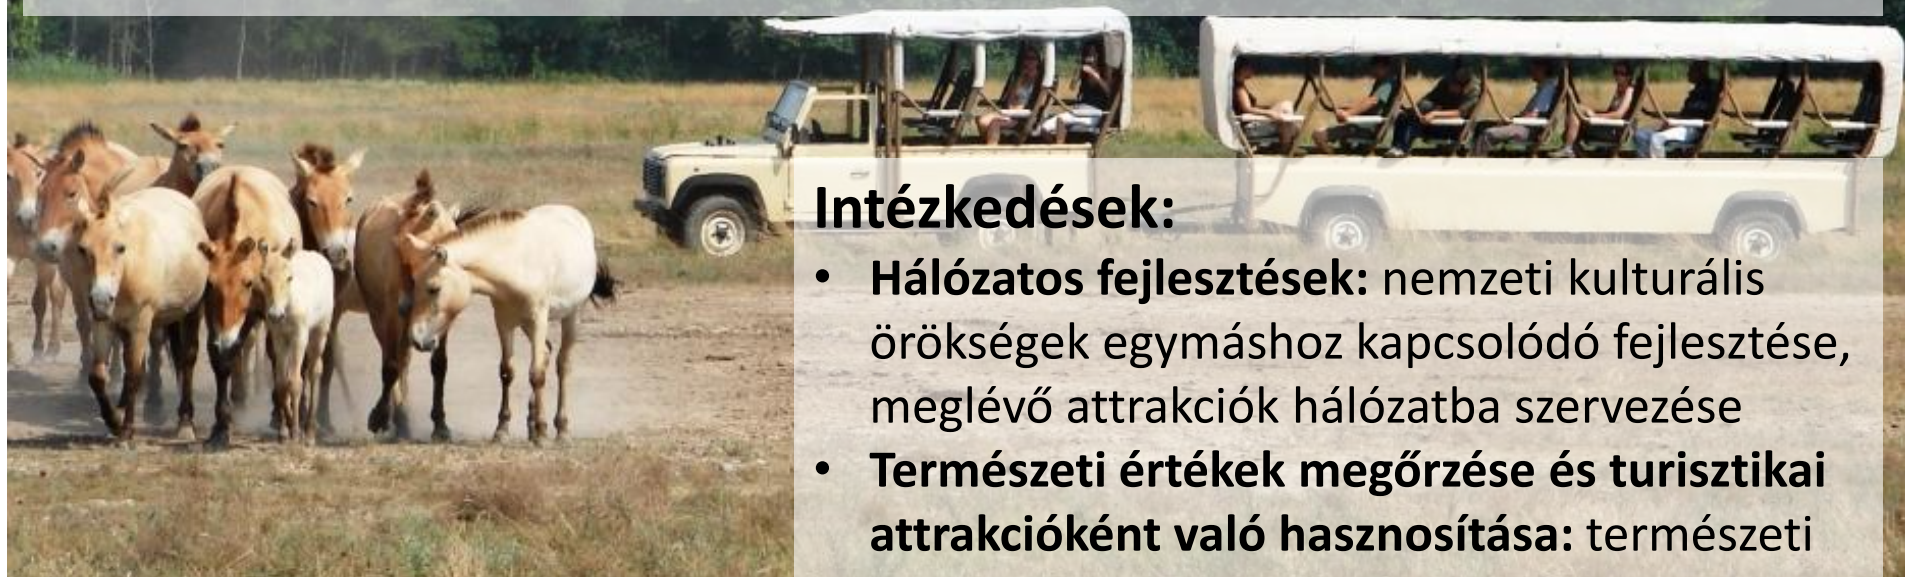 Intézkedések:
• Hálózatos fejlesztések: nemzeti kulturális
örökségek egymáshoz kapcsolódó fejlesztése,
meglévő attrakciók hálózatba szervezése
• Természeti értékek megőrzése és turisztikai
attrakcióként való hasznosítása: természeti